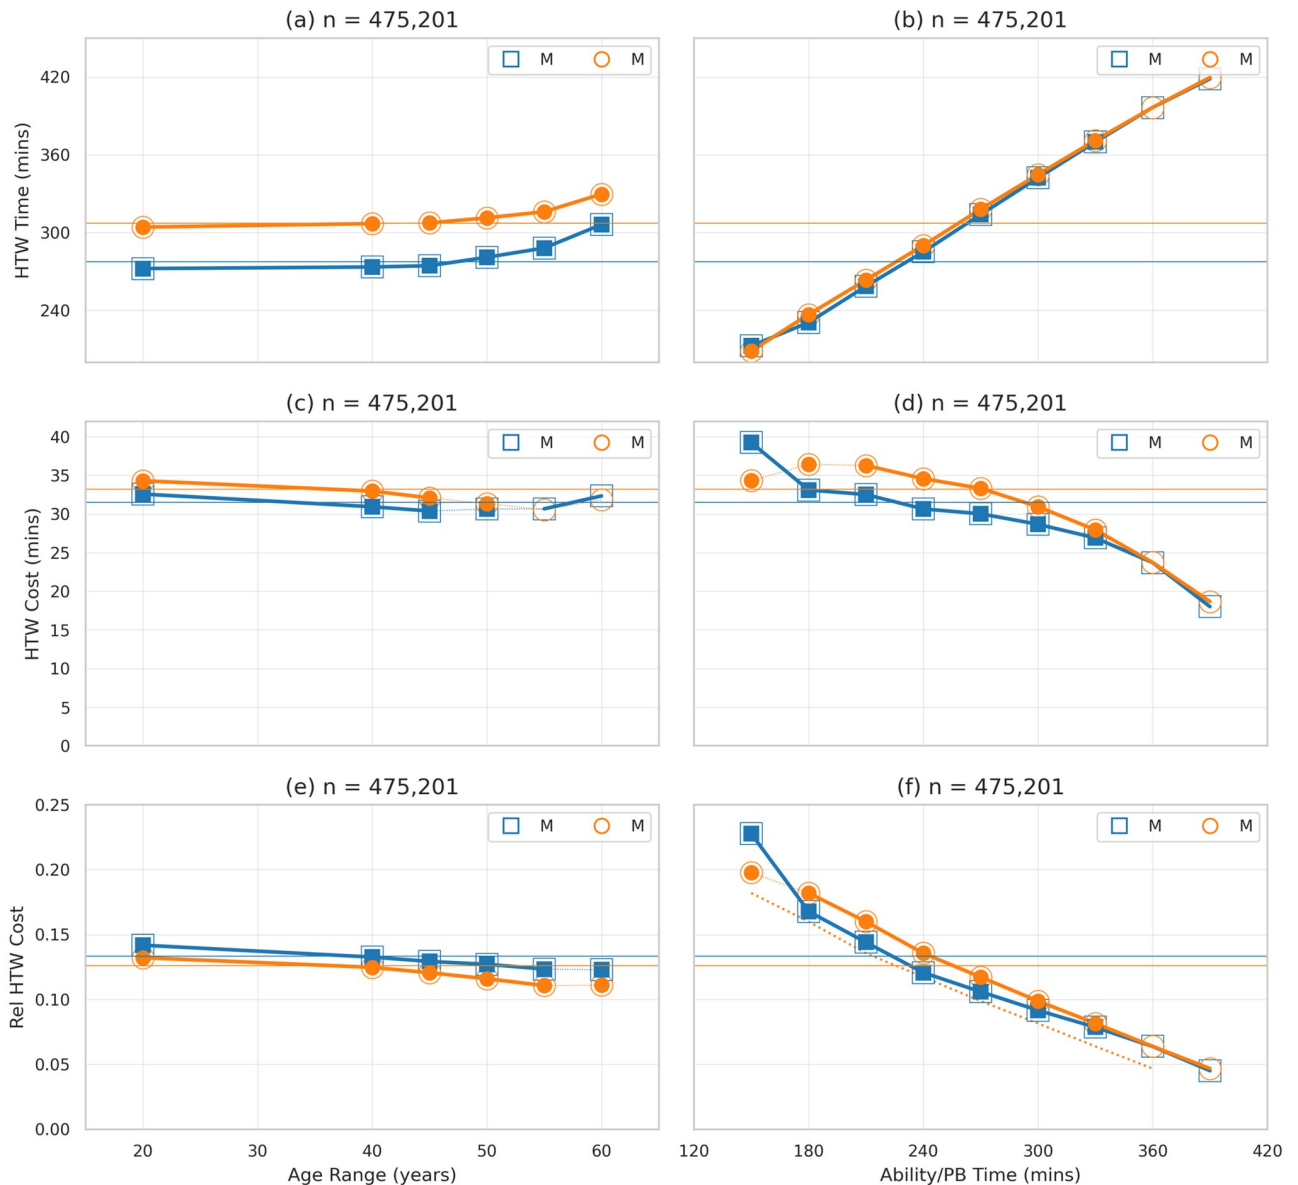 (a) n = 475,201
(b) n = 475,201
M M
M M
HTW Time (mins)
420
360
300
240
(c) n = 475,201
(d) n = 475,201
M M
M M
HTW Cost (mins)
40
35
30
25
20
15
10
5
0
(e) n = 475,201
(f) n = 475,201
M M
M M
Rel HTW Cost
0.25
0.20
0.15
0.10
0.05
0.00
20 30 40 50 60
120 180 240 300 360 420
Age Range (years)
Ability/PB Time (mins)